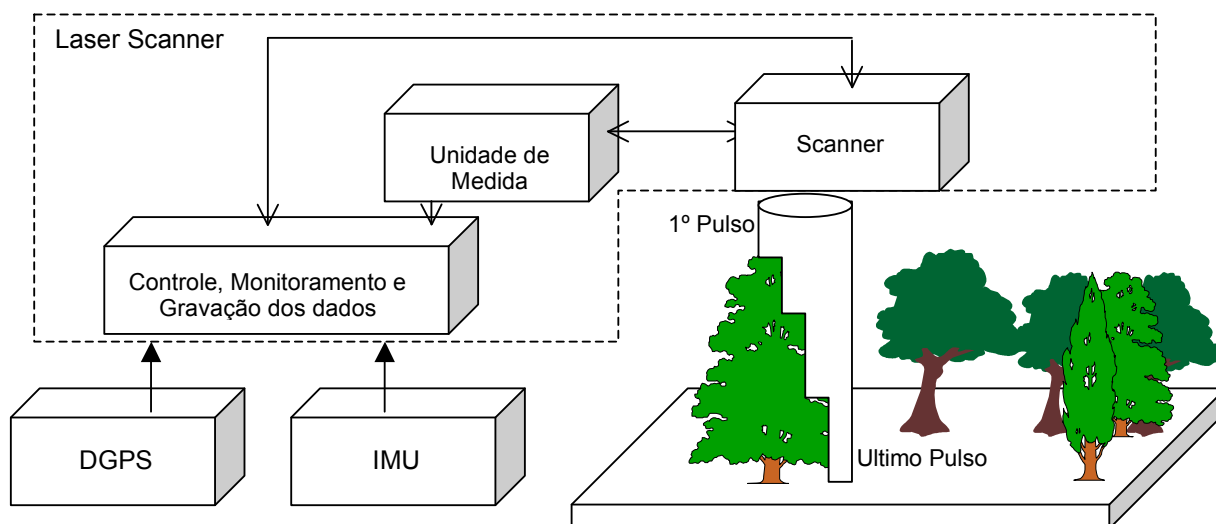 Laser Scanner
Unidade de
Medida
Scanner
1º Pulso
Controle, Monitoramento e
Gravação dos dados
DGPS
IMU
Ultimo Pulso